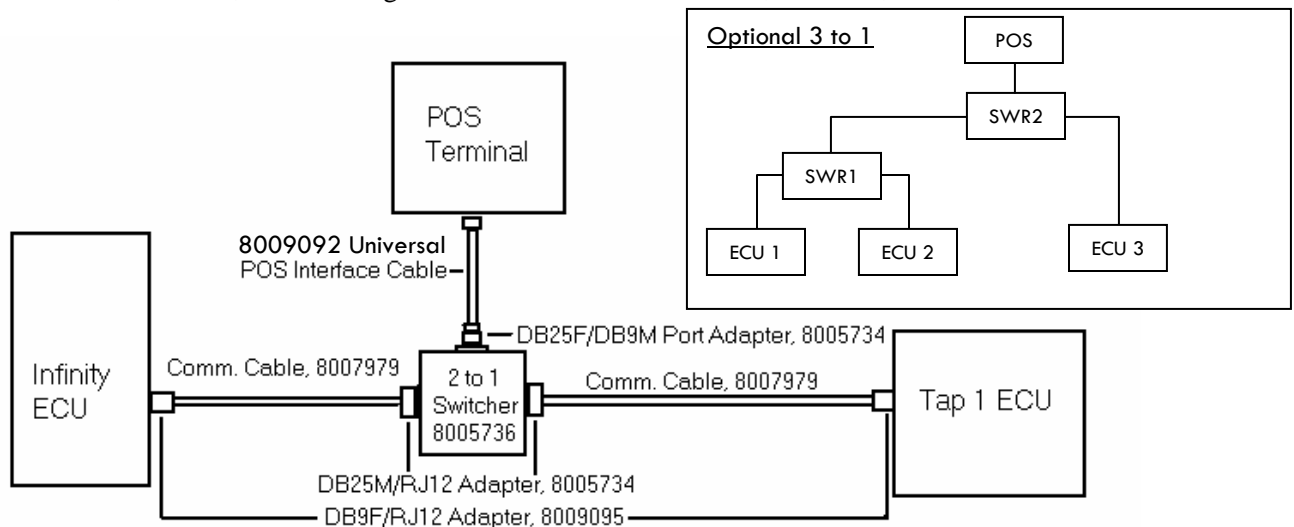 Optional 3 to 1
POS
SWR2
SWR1
ECU 1
ECU 2
ECU 3
POS
Terminal
8009092 Universal
POS Interface Cable
DB25F/DB9M Port Adapter, 8005734
Infinity
ECU
Comm. Cable, 8007979
2 to 1
Switcher
8005736
Comm. Cable, 8007979
Tap 1 ECU
DB25M/RJ12 Adapter, 8005734
DB9F/RJ12 Adapter, 8009095